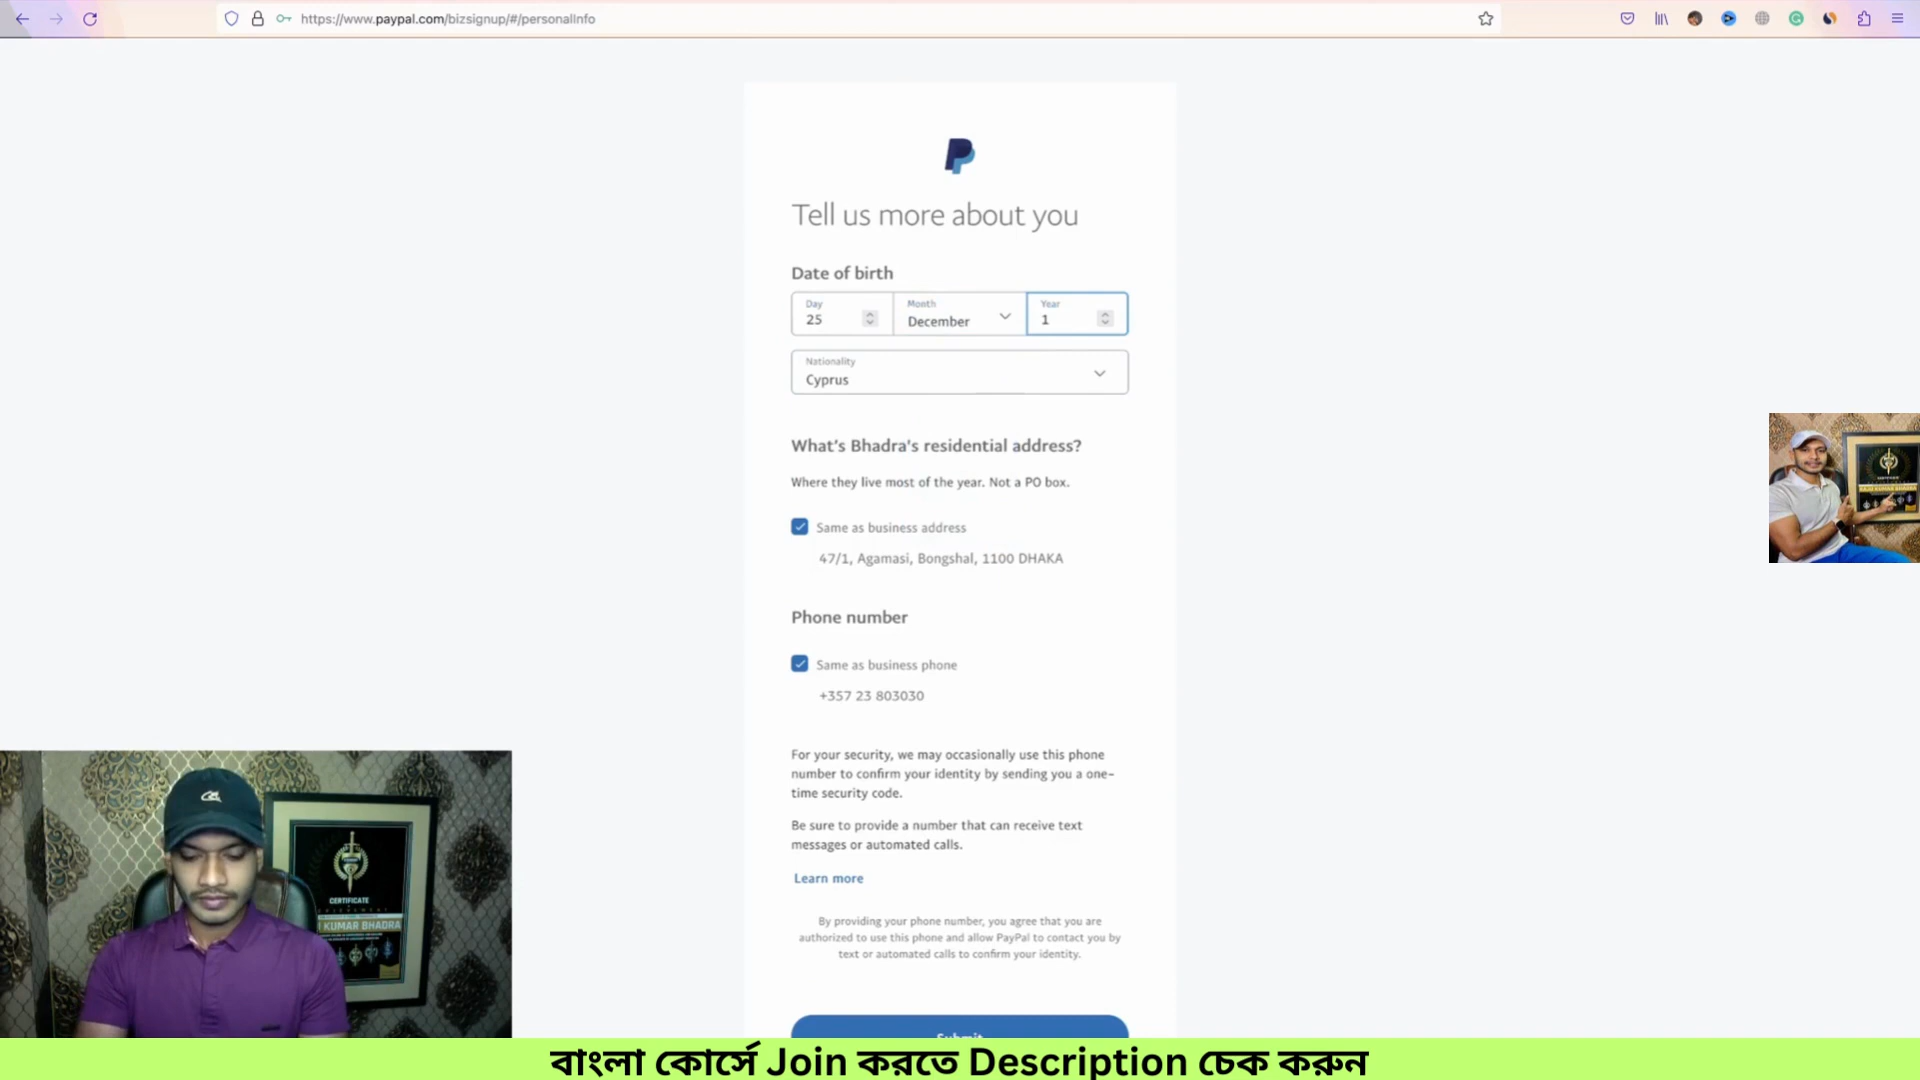 https://www.paypal.com/bizsignup/#/personalInfo
Tell us more about you
Date of birth
Day
25
Month
December
Year
1
Nationality
Cyprus
What's Bhadra's residential address?
Where they live most of the year. Not a PO box.
Same as business address
47/1, Agamasi, Bongshal, 1100 DHAKA
Phone number
Same as business phone
+357 23 803030
For your security, we may occasionally use this phone
number to confirm your identity by sending you a one-
time security code.
Be sure to provide a number that can receive text
messages or automated calls.
Learn more
By providing your phone number, you agree that you are
authorized to use this phone and allow PayPal to contact you by
text or automated calls to confirm your identity.
Submit
CERTIFICATE
KUMAR BHADRA
বাংলা কোর্সে Join করতে Description চেক করুন